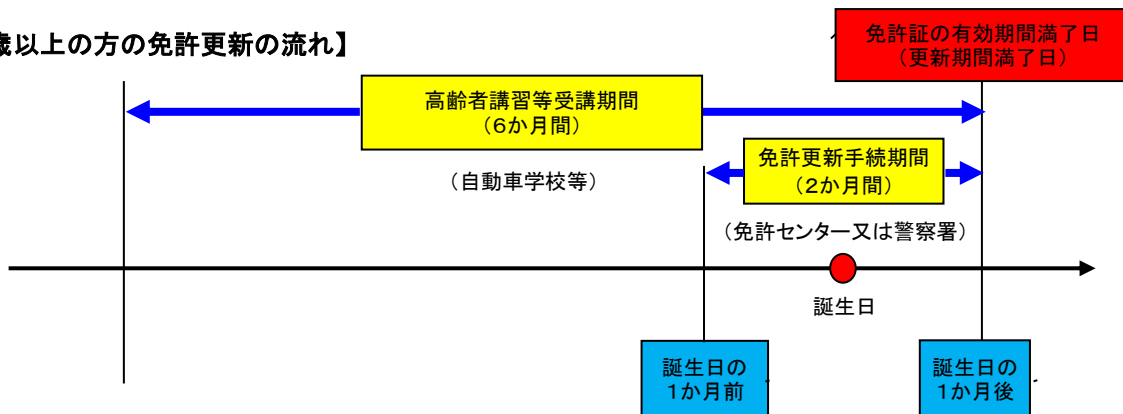 歳以上の方の免許更新の流れ】
免許証の有効期間満了日
（更新期間満了日）
高齢者講習等受講期間
（６か月間）
免許更新手続期間
（２か月間）
（自動車学校等）
（免許センター又は警察署）
誕生日
誕生日の
１か月前
誕生日の
１か月後